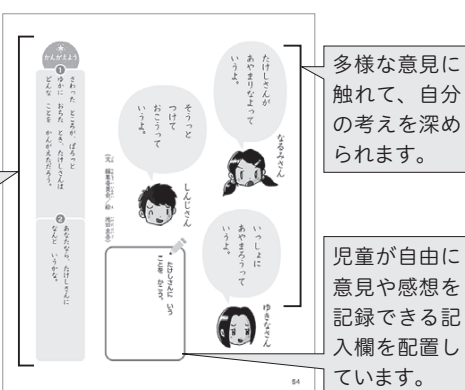 たけしさんが
あやまりなよって
いうよ。
なるみさん
そうっと
つけて
おこうって
いうよ。
しんじさん
いっしょに
あやまろうって
いうよ。
ゆきなさん
たけしさんに いう
ことを かこう。
かんがえよう
❶
さわった ところが、ぽろっと
ゆかに おちた とき、たけしさんは
どんな ことを かんがえただろう。
❷
あなたなら、たけしさんに
なんと いうかな。
54
多様な意見に
触れて、自分
の考えを深め
られます。
児童が自由に
意見や感想を
記録できる記
入欄を配置し
ています。